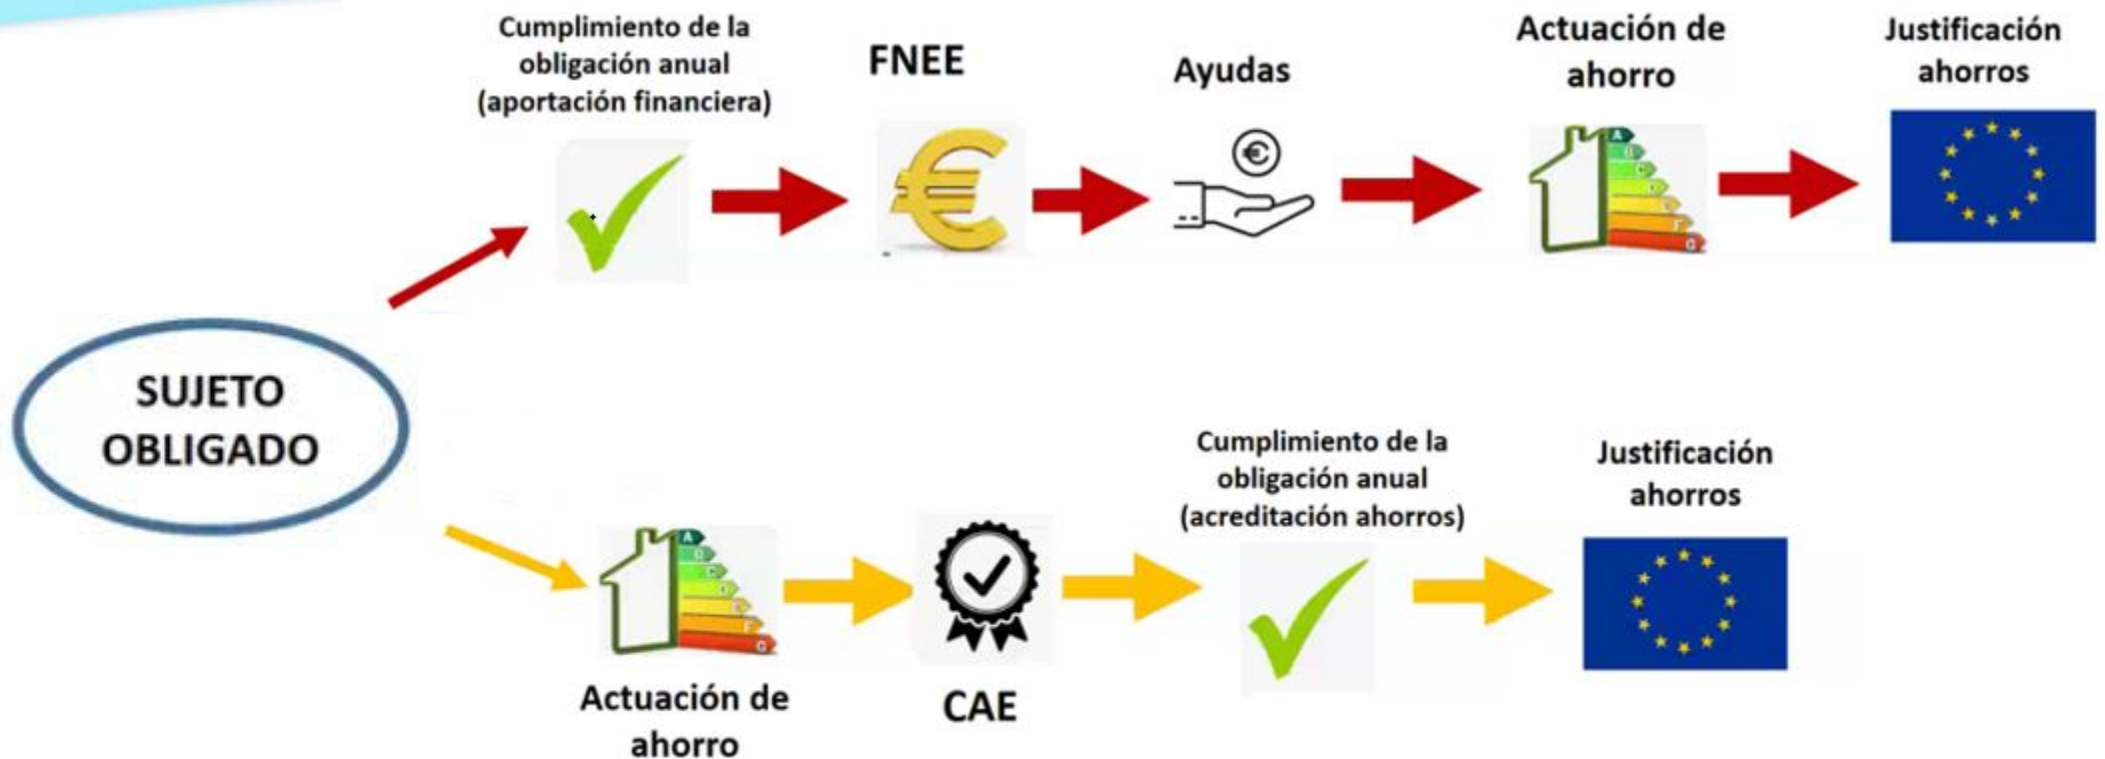 Cumplimiento de la
obligación anual
(aportación financiera)
FNEE
Ayudas
Actuación de
ahorro
Justificación
ahorros
SUJETO
OBLIGADO
Actuación de
ahorro
CAE
Cumplimiento de la
obligación anual
(acreditación ahorros)
Justificación
ahorros